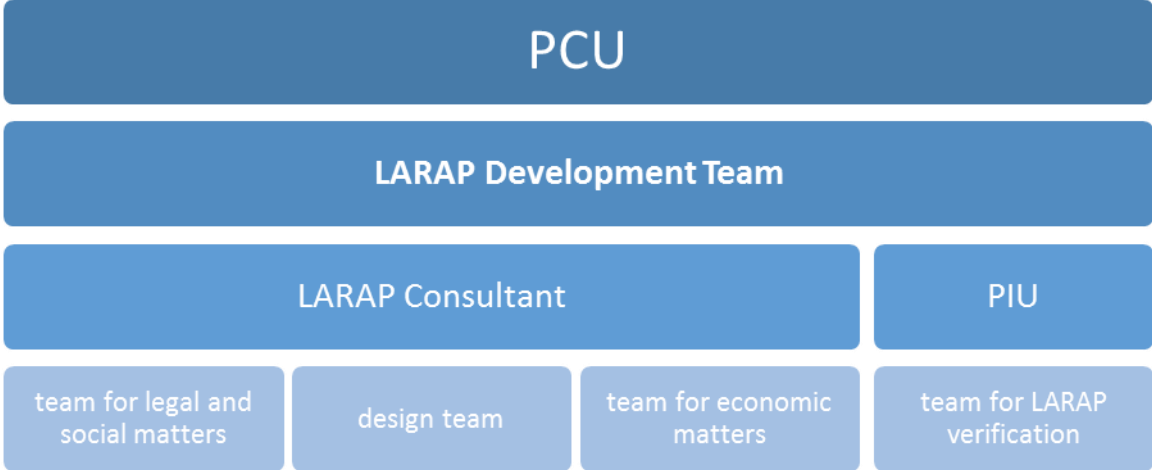 PCU
LARAP Development Team
LARAP Consultant
PIU
team for legal and
social matters
design team
team for economic
matters
team for LARAP
verification